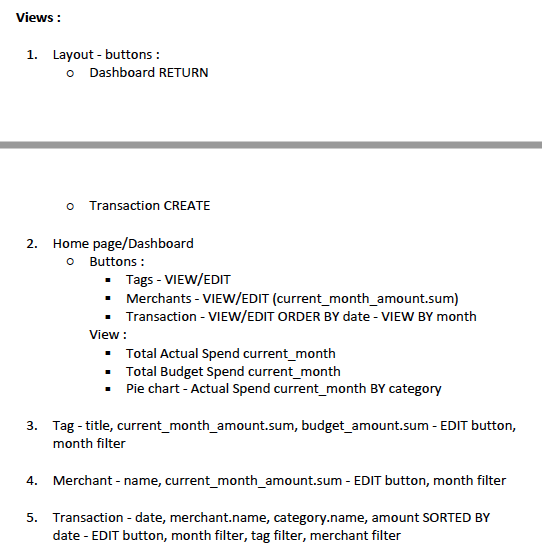 Views :
1. Layout - buttons :
o Dashboard RETURN
o Transaction CREATE
2. Home page/Dashboard
o Buttons :
▪ Tags - VIEW/EDIT
▪ Merchants - VIEW/EDIT (current_month_amount.sum)
▪ Transaction - VIEW/EDIT ORDER BY date - VIEW BY month
View :
▪ Total Actual Spend current_month
▪ Total Budget Spend current_month
▪ Pie chart - Actual Spend current_month BY category
3. Tag - title, current_month_amount.sum, budget_amount.sum - EDIT button,
month filter
4. Merchant - name, current_month_amount.sum - EDIT button, month filter
5. Transaction - date, merchant.name, category.name, amount SORTED BY
date - EDIT button, month filter, tag filter, merchant filter